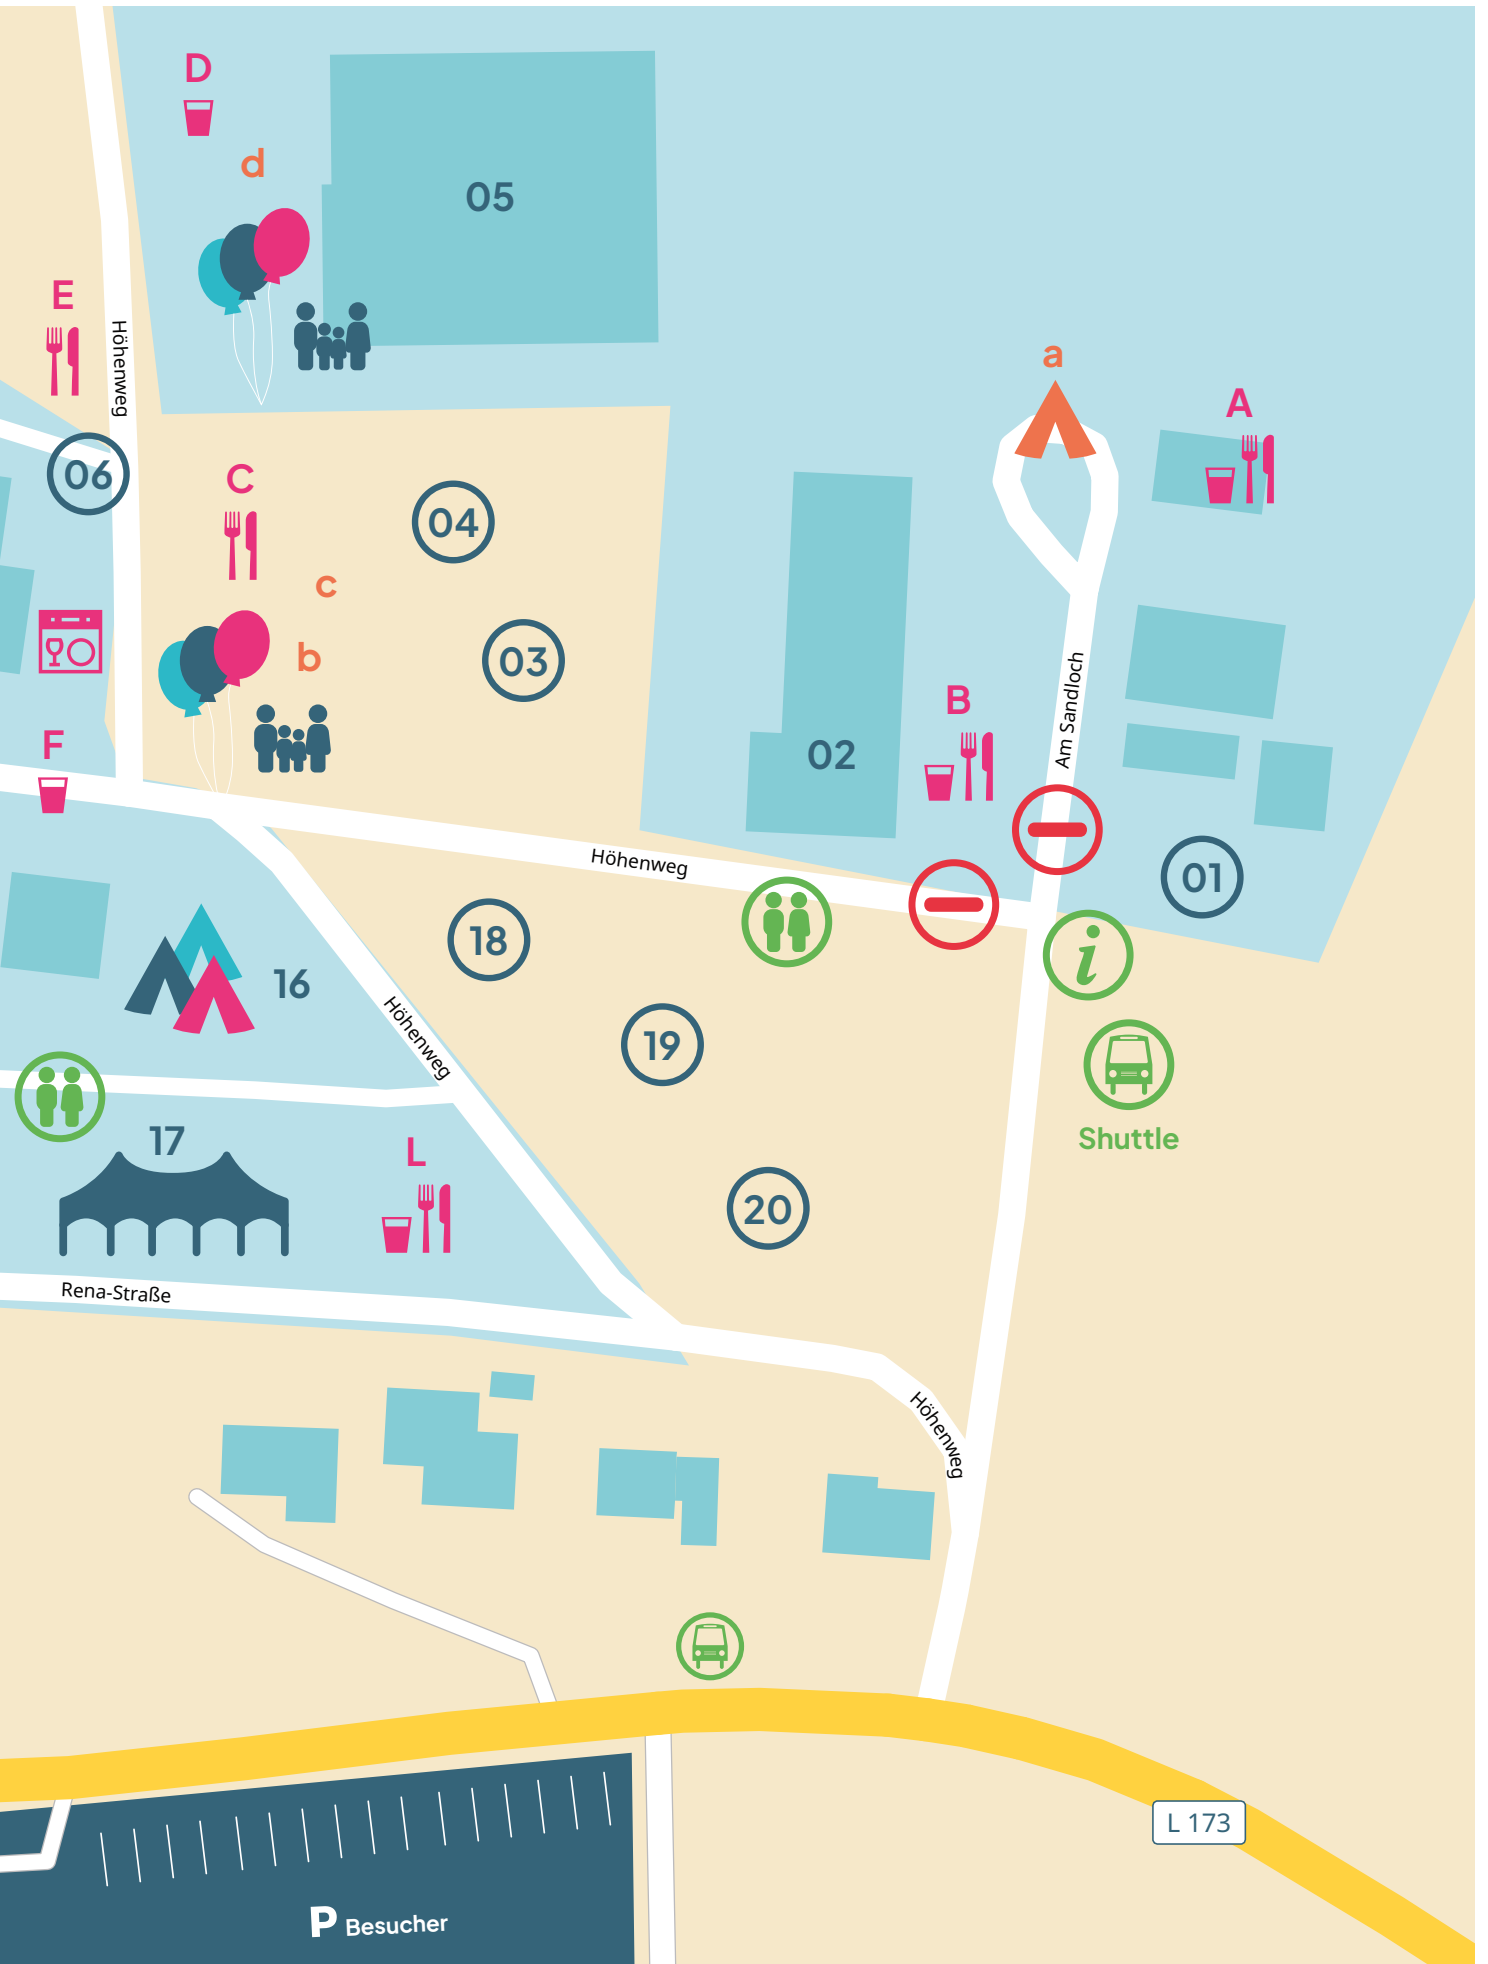 D
d
05
E
Höhenweg
a
A
06
C
04
c
03
b
Am Sandloch
B
F
02
Höhenweg
01
18
16
i
Höhenweg
19
Shuttle
17
L
20
Rena-Straße
Höhenweg
L 173
P Besucher